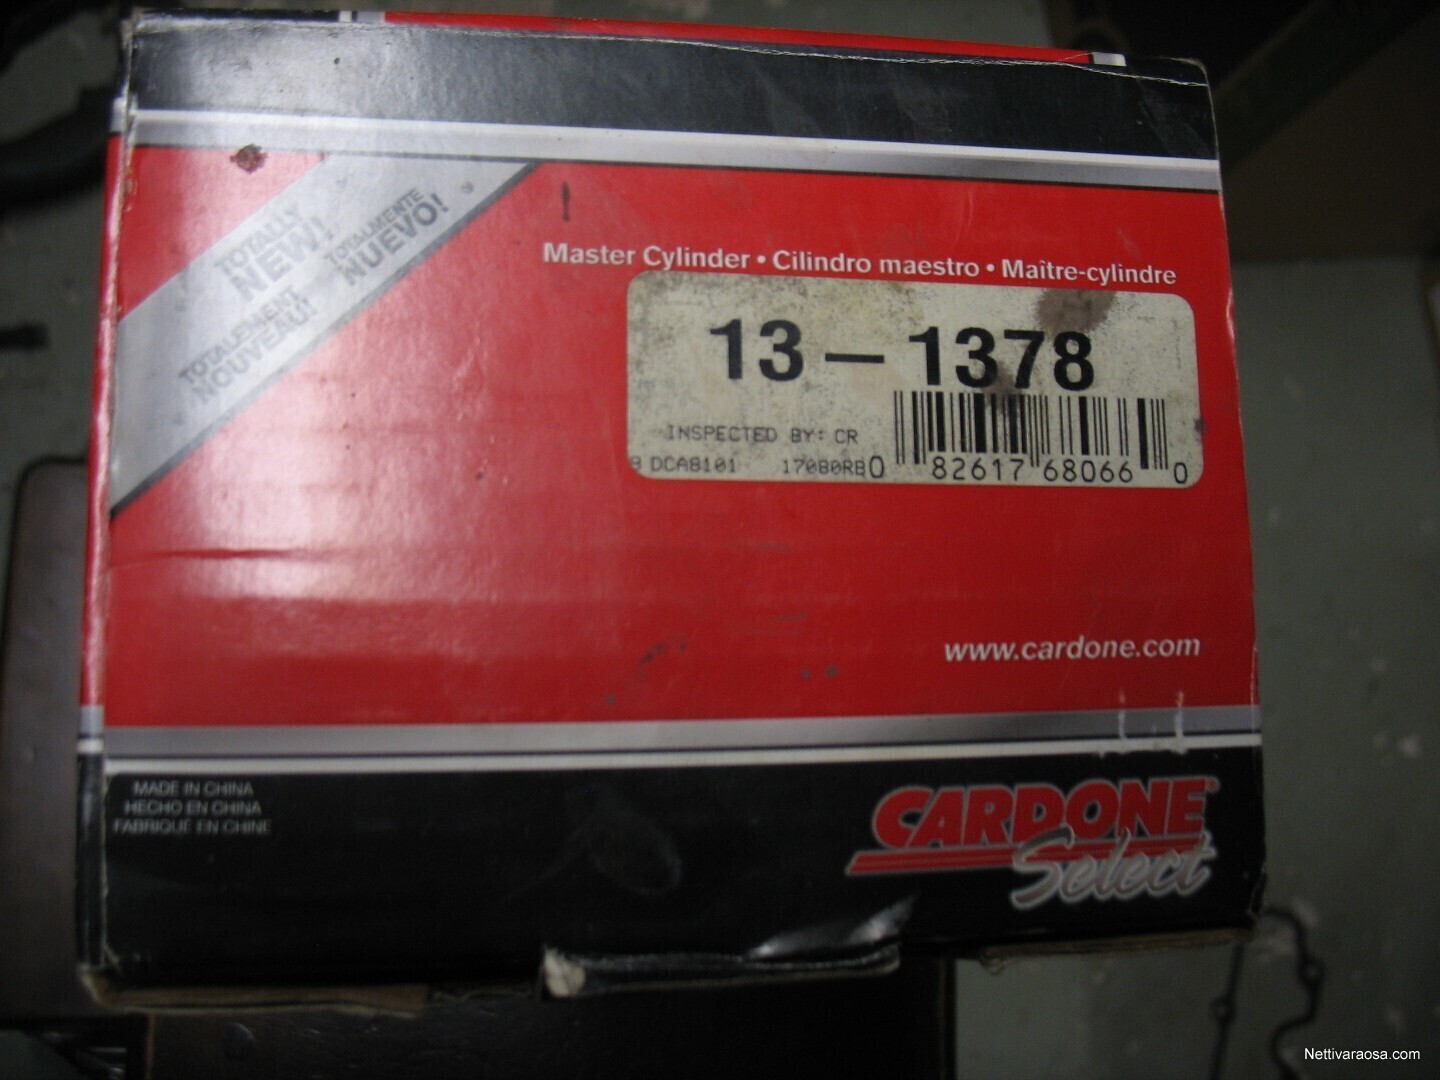 TOTALLY
NEW!
TOTALMENTE
NUEVO!
TOTALEMENT
NOUVEAU!
Master Cylinder • Cilindro maestro • Maître-cylindre
13-1378
INSPECTED BY: CR
DCA8101 17080RB
0 82617 68066 0
www.cardone.com
MADE IN CHINA
HECHO EN CHINA
FABRIQUÉ EN CHINE
CARDONE®
Select
Nettivaraosa.com